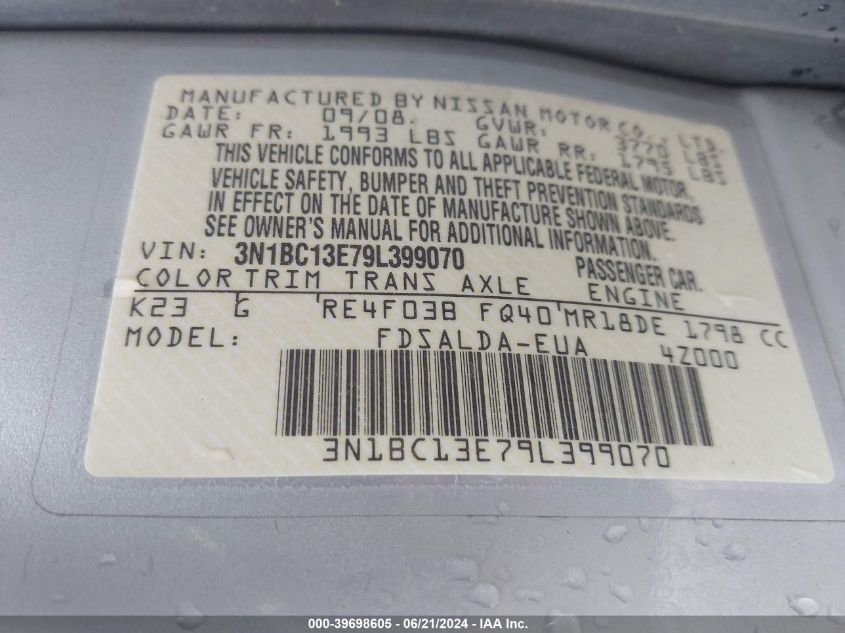 MANUFACTURED BY NISSAN MOTOR CO., LTD.
DATE: 09/08. GVWR: 3770 LBS
GAWR FR: 1993 LBS GAWR RR: 1795 LBS
THIS VEHICLE CONFORMS TO ALL APPLICABLE FEDERAL MOTOR
VEHICLE SAFETY, BUMPER AND THEFT PREVENTION STANDARDS
IN EFFECT ON THE DATE OF MANUFACTURE SHOWN ABOVE.
SEE OWNER'S MANUAL FOR ADDITIONAL INFORMATION.
VIN: 3N1BC13E79L399070 PASSENGER CAR.
COLOR TRIM TRANS AXLE ENGINE
K23 G RE4F03B FQ40 MR18DE 1798 CC
MODEL: FDSALDA-EUA 4Z000
3N1BC13E79L399070
000-39698605 - 06/21/2024 - IAA Inc.